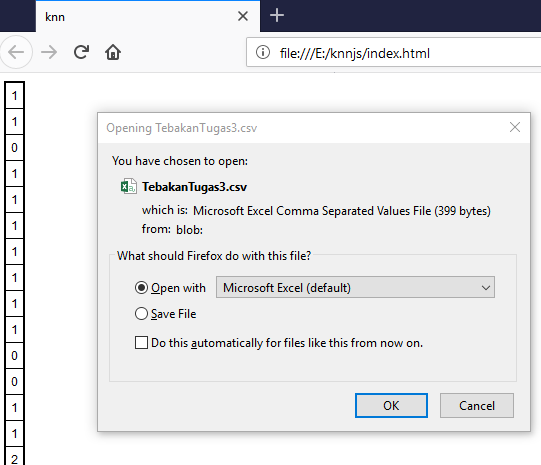 knn
file:///E:/knnjs/index.html
1
1
0
1
1
1
1
1
1
1
0
0
1
1
2
Opening TebakanTugas3.csv
You have chosen to open:
TebakanTugas3.csv
which is: Microsoft Excel Comma Separated Values File (399 bytes)
from: blob:
What should Firefox do with this file?
Open with Microsoft Excel (default)
Save File
Do this automatically for files like this from now on.
OK Cancel